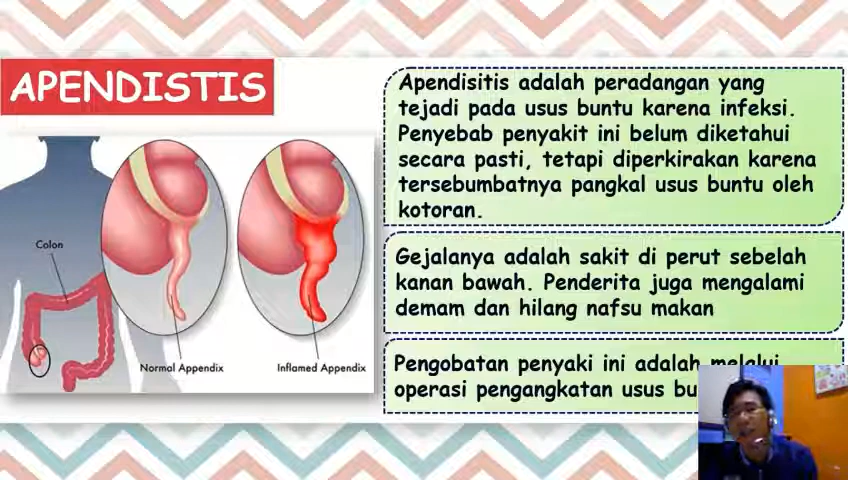 APENDISTIS
Apendisitis adalah peradangan yang
tejadi pada usus buntu karena infeksi.
Penyebab penyakit ini belum diketahui
secara pasti, tetapi diperkirakan karena
tersebumbatnya pangkal usus buntu oleh
kotoran.
Gejalanya adalah sakit di perut sebelah
kanan bawah. Penderita juga mengalami
demam dan hilang nafsu makan
Pengobatan penyaki ini adalah melalui
operasi pengangkatan usus
Colon
Normal Appendix
Inflamed Appendix